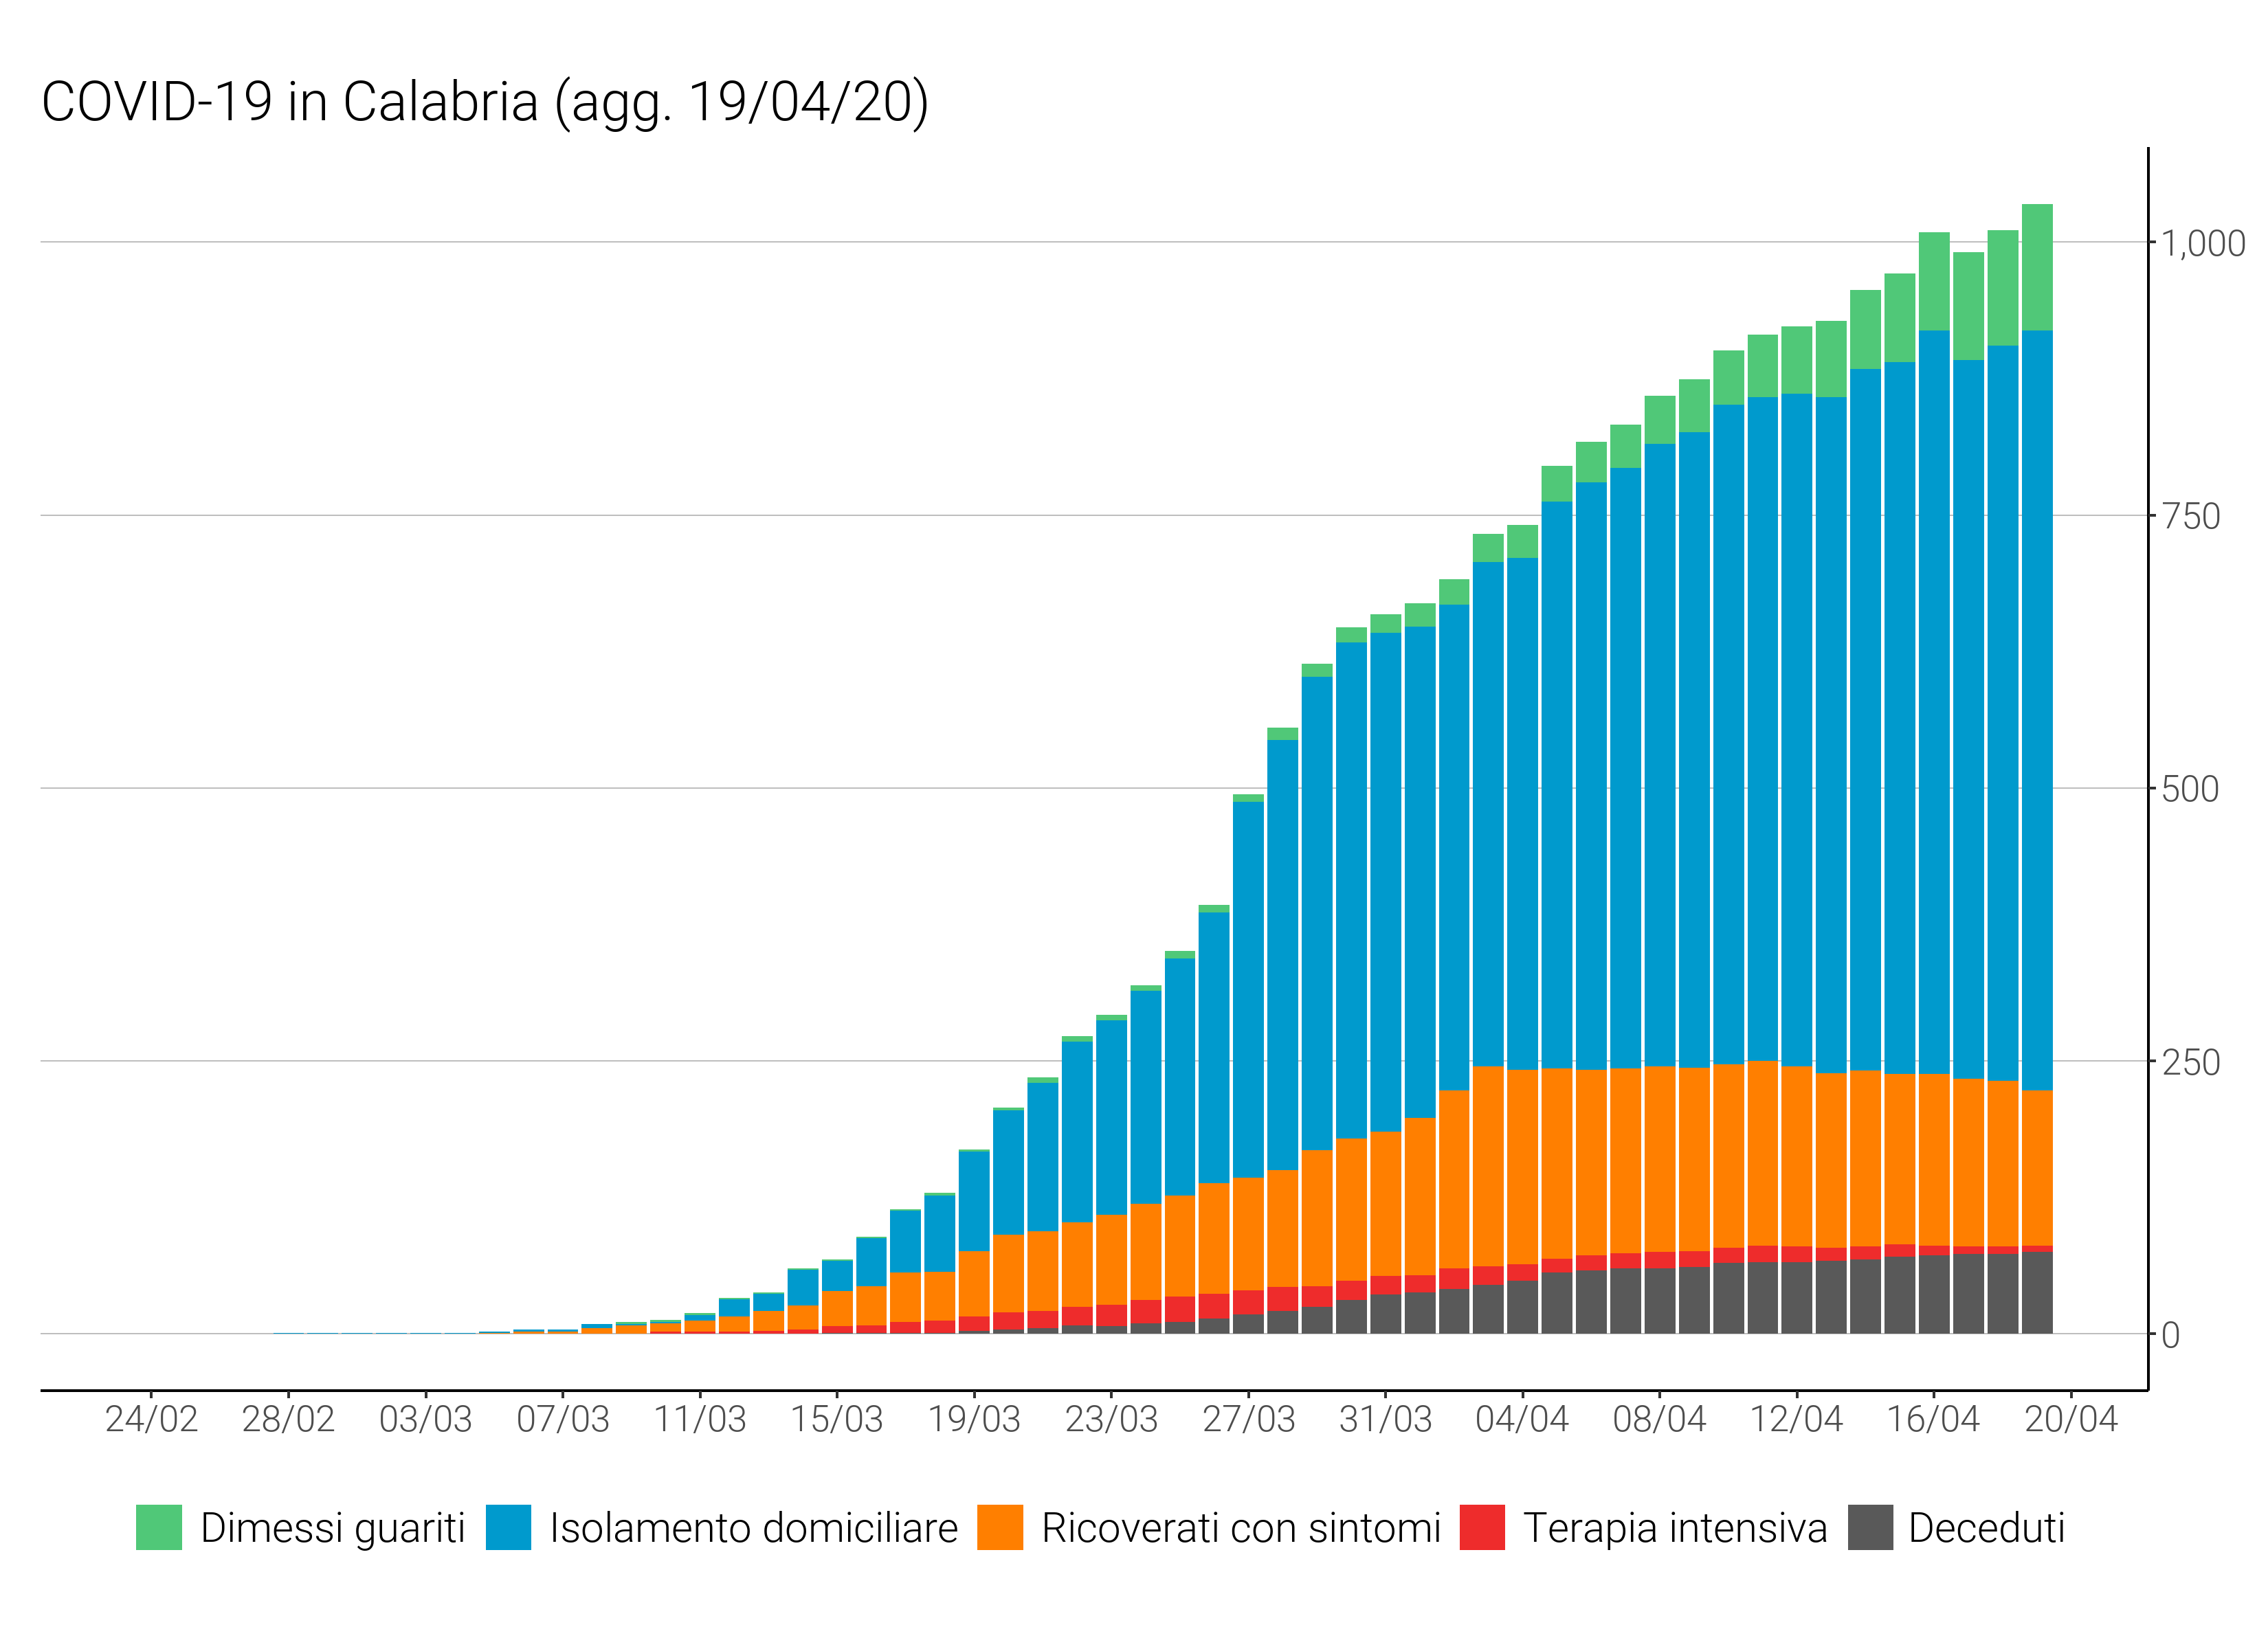 COVID-19 in Calabria (agg. 19/04/20)
1,000
750
500
250
0
24/02 28/02 03/03 07/03 11/03 15/03 19/03 23/03 27/03 31/03 04/04 08/04 12/04 16/04 20/04
Dimessi guariti Isolamento domiciliare Ricoverati con sintomi Terapia intensiva Deceduti